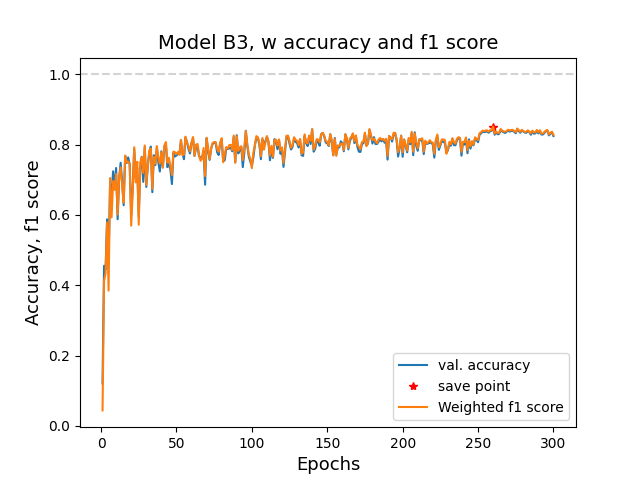 Model B3, w accuracy and f1 score
Accuracy, f1 score
1.0
0.8
0.6
0.4
0.2
0.0
0
50
100
150
200
250
300
Epochs
val. accuracy
save point
Weighted f1 score